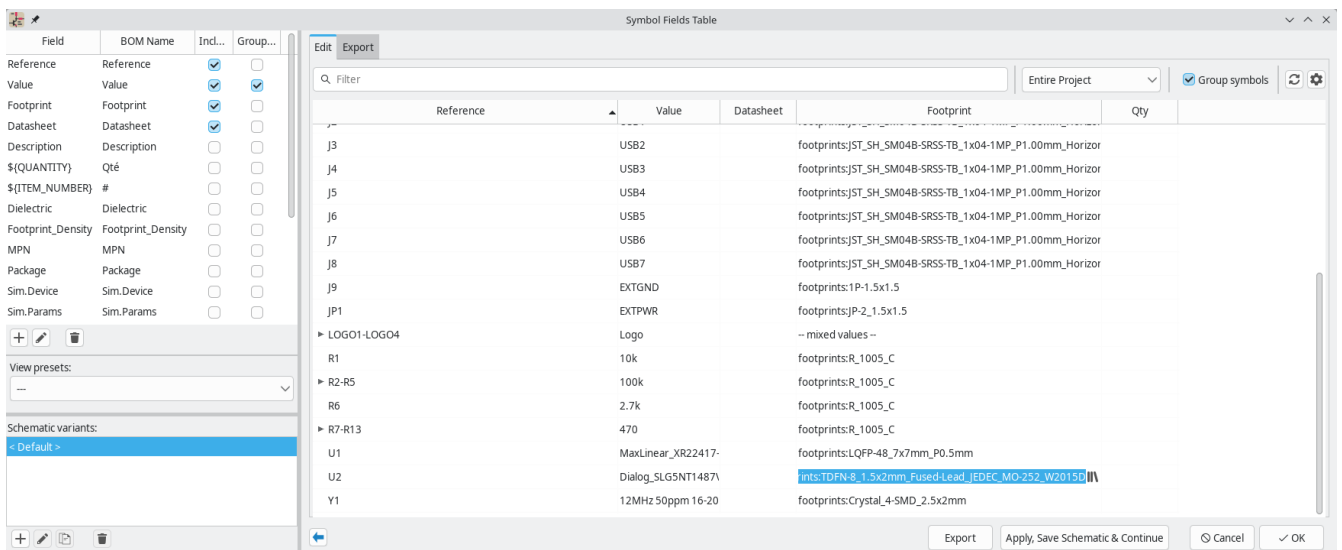 Symbol Fields Table
Field BOM Name Incl... Group...
Reference Reference
Value Value
Footprint Footprint
Datasheet Datasheet
Description Description
${QUANTITY} Qté
${ITEM_NUMBER} #
Dielectric Dielectric
Footprint_Density Footprint_Density
MPN MPN
Package Package
Sim.Device Sim.Device
Sim.Params Sim.Params
View presets:
---
Schematic variants:
< Default >
Edit Export
Filter
Entire Project
Group symbols
Reference Value Datasheet Footprint Qty
J3 USB2 footprints:JST_SH_SM04B-SRSS-TB_1x04-1MP_P1.00mm_Horizor
J4 USB3 footprints:JST_SH_SM04B-SRSS-TB_1x04-1MP_P1.00mm_Horizor
J5 USB4 footprints:JST_SH_SM04B-SRSS-TB_1x04-1MP_P1.00mm_Horizor
J6 USB5 footprints:JST_SH_SM04B-SRSS-TB_1x04-1MP_P1.00mm_Horizor
J7 USB6 footprints:JST_SH_SM04B-SRSS-TB_1x04-1MP_P1.00mm_Horizor
J8 USB7 footprints:JST_SH_SM04B-SRSS-TB_1x04-1MP_P1.00mm_Horizor
J9 EXTGND footprints:1P-1.5x1.5
JP1 EXTPWR footprints:JP-2_1.5x1.5
LOGO1-LOGO4 Logo -- mixed values --
R1 10k footprints:R_1005_C
R2-R5 100k footprints:R_1005_C
R6 2.7k footprints:R_1005_C
R7-R13 470 footprints:R_1005_C
U1 MaxLinear_XR22417- footprints:LQFP-48_7x7mm_P0.5mm
U2 Dialog_SLG5NT1487\ rints:TDFN-8_1.5x2mm_Fused-Lead_JEDEC_MO-252_W2015D
Y1 12MHz 50ppm 16-20 footprints:Crystal_4-SMD_2.5x2mm
Export Apply, Save Schematic & Continue Cancel OK